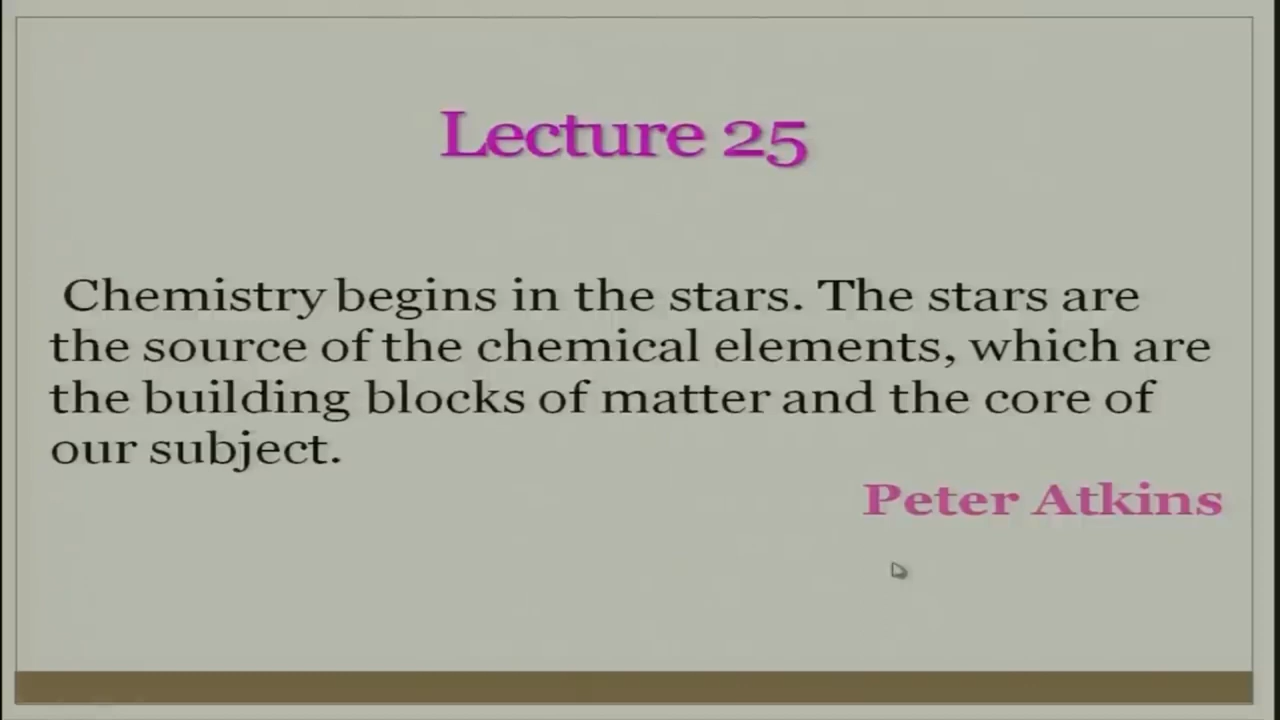 Lecture 25
Chemistry begins in the stars. The stars are
the source of the chemical elements, which are
the building blocks of matter and the core of
our subject.
Peter Atkins